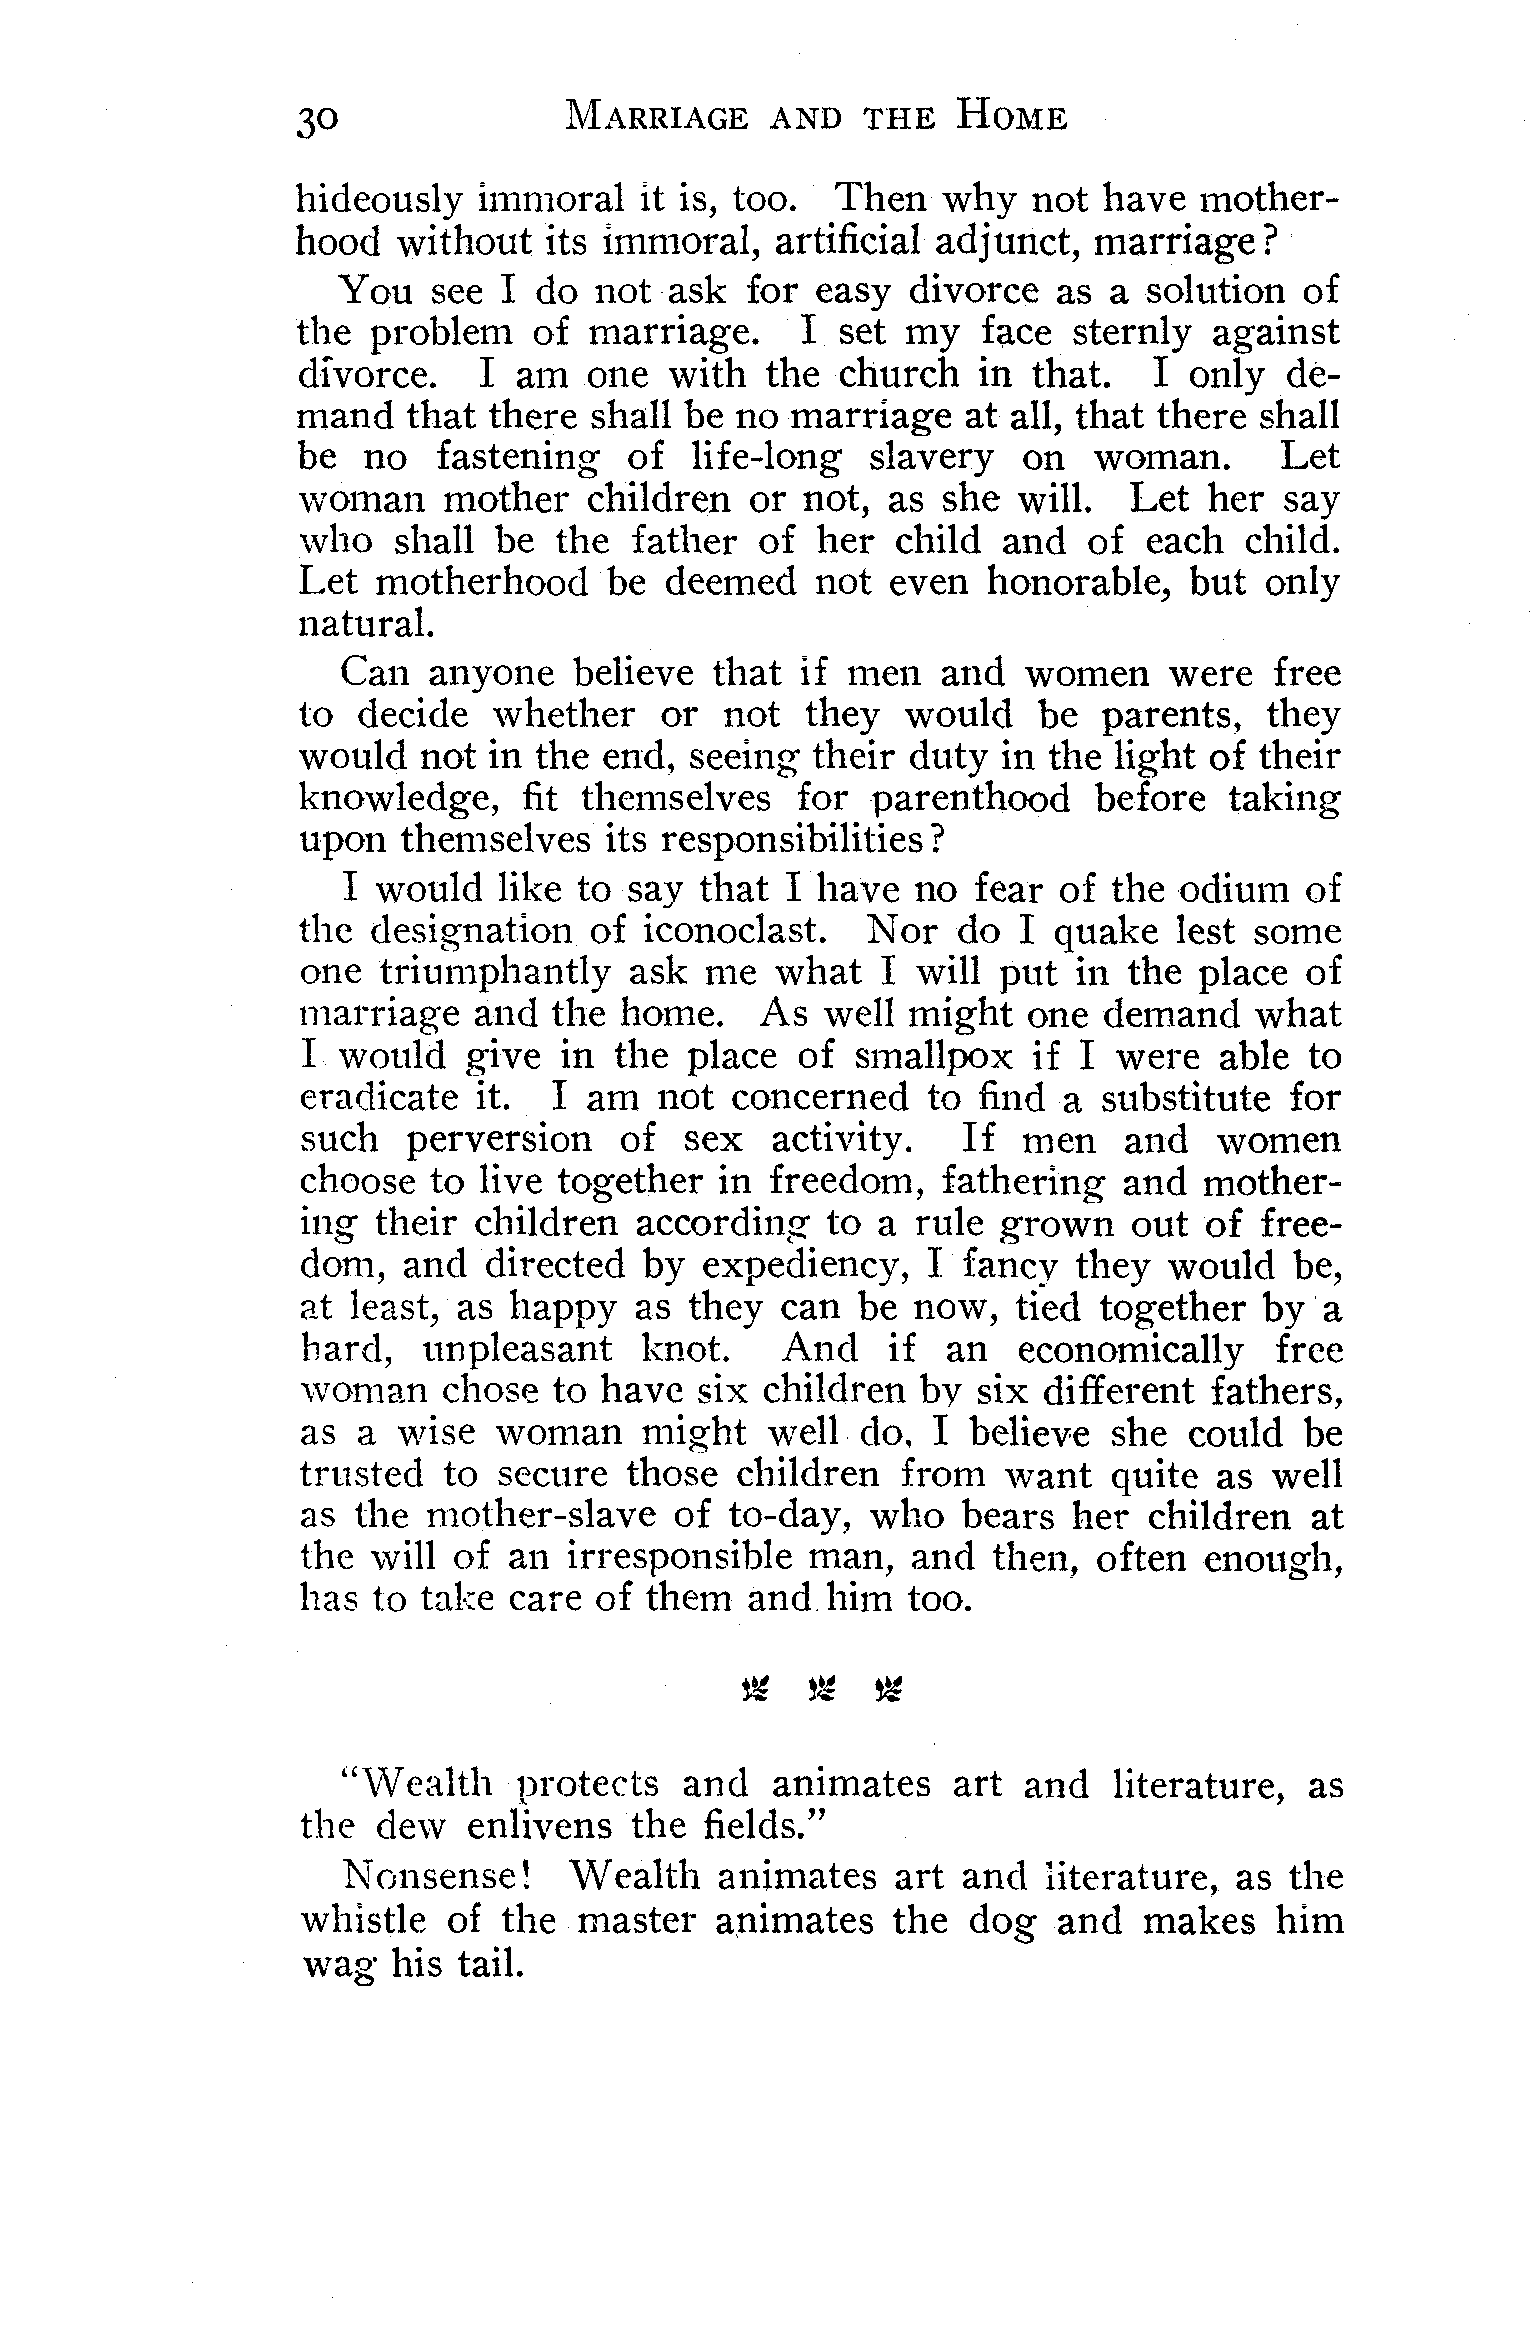 30 MARRIAGE AND THE HOME
hideously immoral it is, too. Then why not have mother-
hood without its immoral, artificial adjunct, marriage?
You see I do not ask for easy divorce as a solution of
the problem of marriage. I set my face sternly against
divorce. I am one with the church in that. I only de-
mand that there shall be no marriage at all, that there shall
be no fastening of life-long slavery on woman. Let
woman mother children or not, as she will. Let her say
who shall be the father of her child and of each child.
Let motherhood be deemed not even honorable, but only
natural.
Can anyone believe that if men and women were free
to decide whether or not they would be parents, they
would not in the end, seeing their duty in the light of their
knowledge, fit themselves for parenthood before taking
upon themselves its responsibilities?
I would like to say that I have no fear of the odium of
the designation of iconoclast. Nor do I quake lest some
one triumphantly ask me what I will put in the place of
marriage and the home. As well might one demand what
I would give in the place of smallpox if I were able to
eradicate it. I am not concerned to find a substitute for
such perversion of sex activity. If men and women
choose to live together in freedom, fathering and mother-
ing their children according to a rule grown out of free-
dom, and directed by expediency, I fancy they would be,
at least, as happy as they can be now, tied together by a
hard, unpleasant knot. And if an economically free
woman chose to have six children by six different fathers,
as a wise woman might well do, I believe she could be
trusted to secure those children from want quite as well
as the mother-slave of to-day, who bears her children at
the will of an irresponsible man, and then, often enough,
has to take care of them and him too.
"Wealth protects and animates art and literature, as
the dew enlivens the fields."
Nonsense! Wealth animates art and literature, as the
whistle of the master animates the dog and makes him
wag his tail.